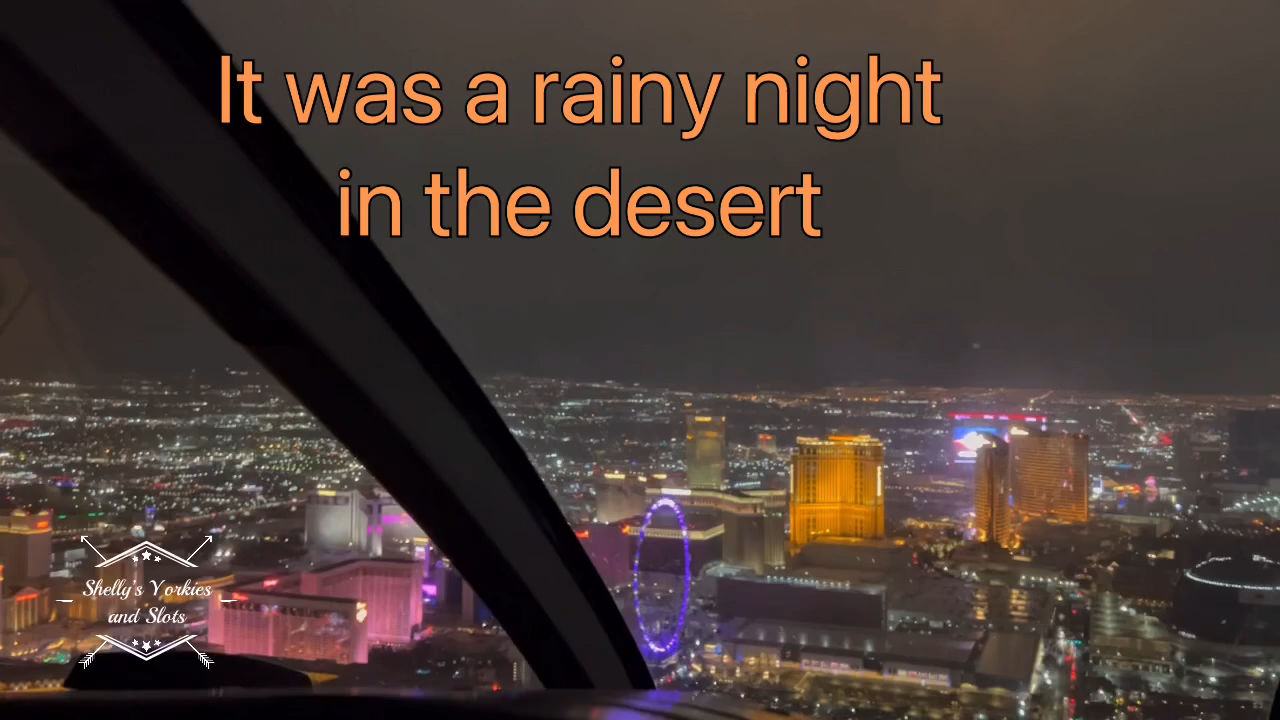 It was a rainy night
in the desert
Shelly's Yorkies
and Slots